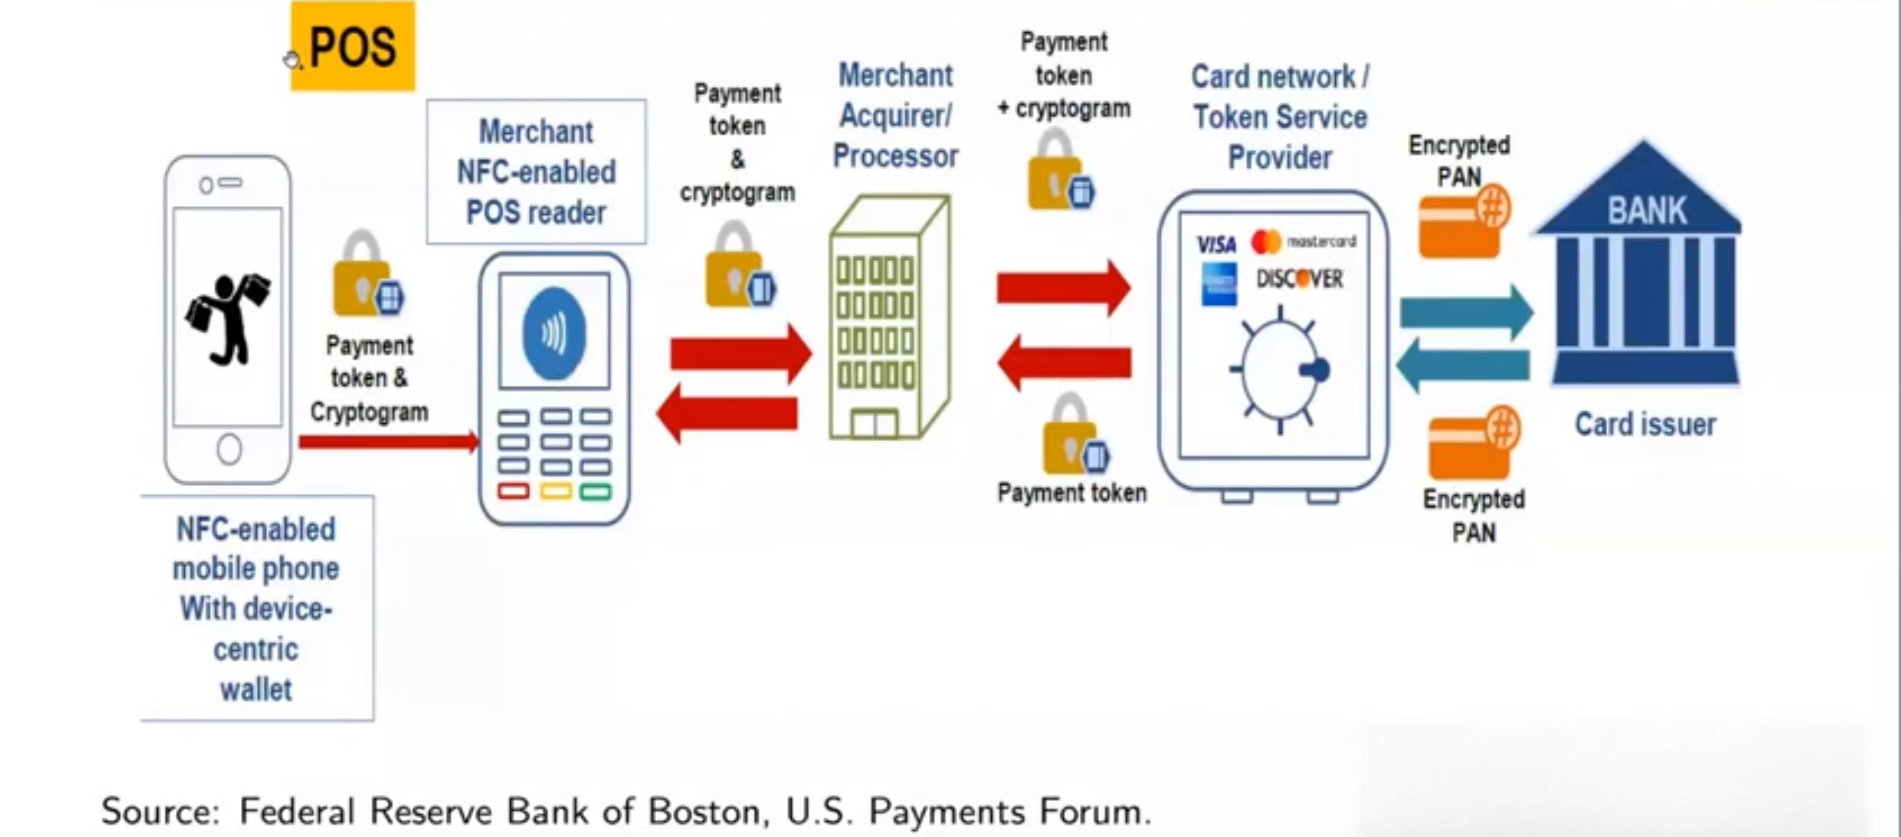 POS
Merchant
NFC-enabled
POS reader
Payment
token
&
cryptogram
Merchant
Acquirer/
Processor
Payment
token
+ cryptogram
Card network /
Token Service
Provider
Encrypted
PAN
#
BANK
VISA
mastercard
DISCOVER
Payment
token &
Cryptogram
Payment token
#
Encrypted
PAN
Card issuer
NFC-enabled
mobile phone
With device-
centric
wallet
Source: Federal Reserve Bank of Boston, U.S. Payments Forum.